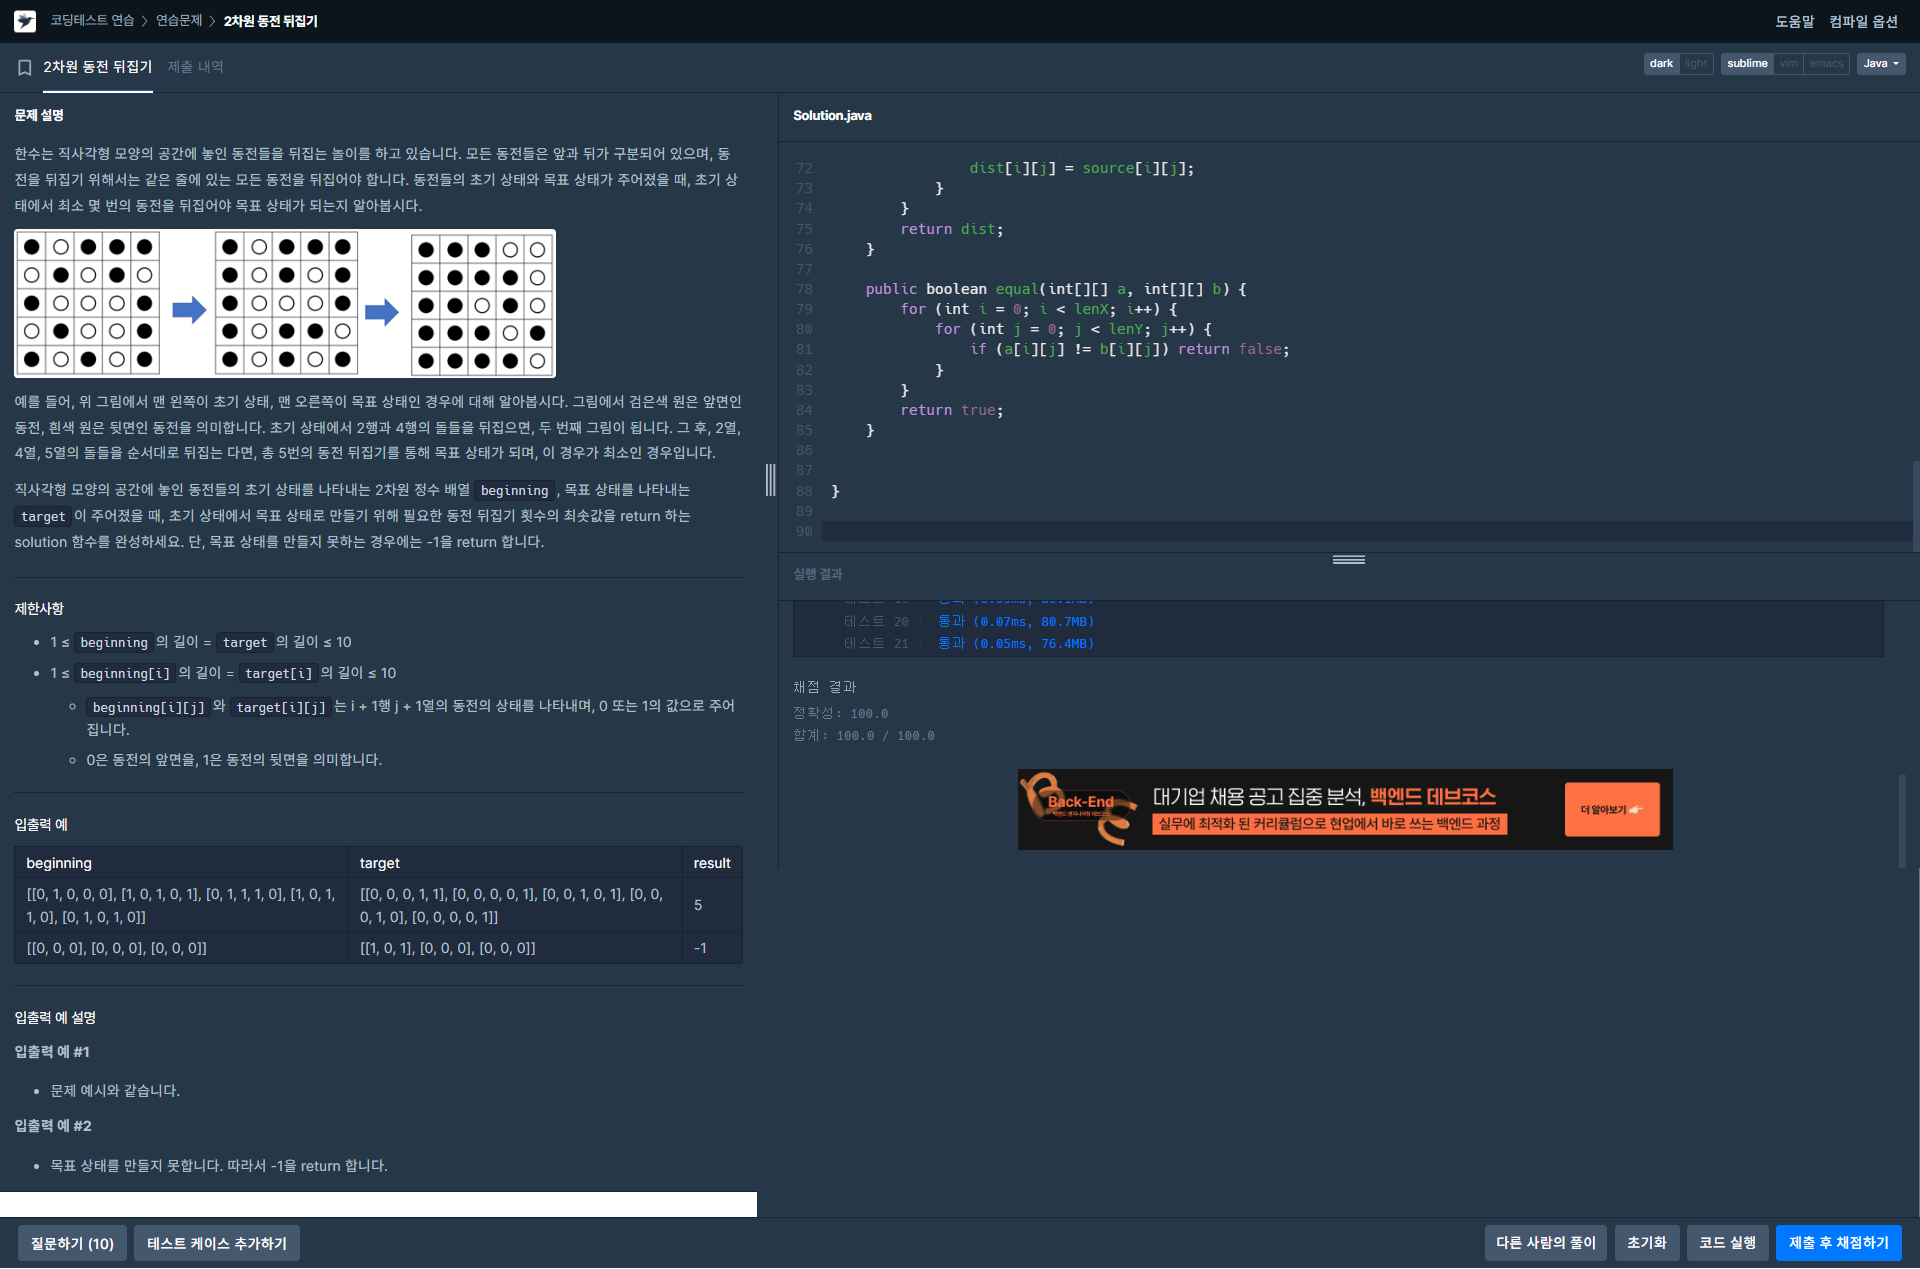 코딩테스트 연습 > 연습문제 > 2차원 동전 뒤집기
도움말 컴파일 옵션
2차원 동전 뒤집기 제출 내역
dark light sublime vim emacs Java
문제 설명
한수는 직사각형 모양의 공간에 놓인 동전들을 뒤집는 놀이를 하고 있습니다. 모든 동전들은 앞과 뒤가 구분되어 있으며, 동
전을 뒤집기 위해서는 같은 줄에 있는 모든 동전을 뒤집어야 합니다. 동전들의 초기 상태와 목표 상태가 주어졌을 때, 초기 상
태에서 최소 몇 번의 동전을 뒤집어야 목표 상태가 되는지 알아봅시다.
예를 들어, 위 그림에서 맨 왼쪽이 초기 상태, 맨 오른쪽이 목표 상태인 경우에 대해 알아봅시다. 그림에서 검은색 원은 앞면인
동전, 흰색 원은 뒷면인 동전을 의미합니다. 초기 상태에서 2행과 4행의 돌들을 뒤집으면, 두 번째 그림이 됩니다. 그 후, 2열,
4열, 5열의 돌들을 순서대로 뒤집는 다면, 총 5번의 동전 뒤집기를 통해 목표 상태가 되며, 이 경우가 최소인 경우입니다.
직사각형 모양의 공간에 놓인 동전들의 초기 상태를 나타내는 2차원 정수 배열 beginning, 목표 상태를 나타내는
target이 주어졌을 때, 초기 상태에서 목표 상태로 만들기 위해 필요한 동전 뒤집기 횟수의 최솟값을 return 하는
solution 함수를 완성하세요. 단, 목표 상태를 만들지 못하는 경우에는 -1을 return 합니다.
제한사항
• 1 ≤ beginning의 길이 = target의 길이 ≤ 10
• 1 ≤ beginning[i]의 길이 = target[i]의 길이 ≤ 10
◦ beginning[i][j]와 target[i][j]는 i + 1행 j + 1열의 동전의 상태를 나타내며, 0 또는 1의 값으로 주어
집니다.
◦ 0은 동전의 앞면을, 1은 동전의 뒷면을 의미합니다.
입출력 예
beginning target result
[[0, 1, 0, 0, 0], [1, 0, 1, 0, 1], [0, 1, 1, 1, 0], [1, 0, 1, [[0, 0, 0, 1, 1], [0, 0, 0, 0, 1], [0, 0, 1, 0, 1], [0, 0, 5
1, 0], [0, 1, 0, 1, 0]] 0, 1, 0], [0, 0, 0, 0, 1]]
[[0, 0, 0], [0, 0, 0], [0, 0, 0]] [[1, 0, 1], [0, 0, 0], [0, 0, 0]] -1
입출력 예 설명
입출력 예 #1
• 문제 예시와 같습니다.
입출력 예 #2
• 목표 상태를 만들지 못합니다. 따라서 -1을 return 합니다.
Solution.java
72 dist[i][j] = source[i][j];
73 }
74 }
75 return dist;
76 }
77
78 public boolean equal(int[][] a, int[][] b) {
79 for (int i = 0; i < lenX; i++) {
80 for (int j = 0; j < lenY; j++) {
81 if (a[i][j] != b[i][j]) return false;
82 }
83 }
84 return true;
85 }
86
87
88 }
89
90
실행 결과
테스트 20 > 통과 (0.07ms, 80.7MB)
테스트 21 > 통과 (0.05ms, 76.4MB)
채점 결과
정확성: 100.0
합계: 100.0 / 100.0
Back-End
대기업 채용 공고 집중 분석, 백엔드 데브코스
실무에 최적화 된 커리큘럼으로 현업에서 바로 쓰는 백엔드 과정
더 알아보기
질문하기 (10) 테스트 케이스 추가하기
다른 사람의 풀이 초기화 코드 실행 제출 후 채점하기